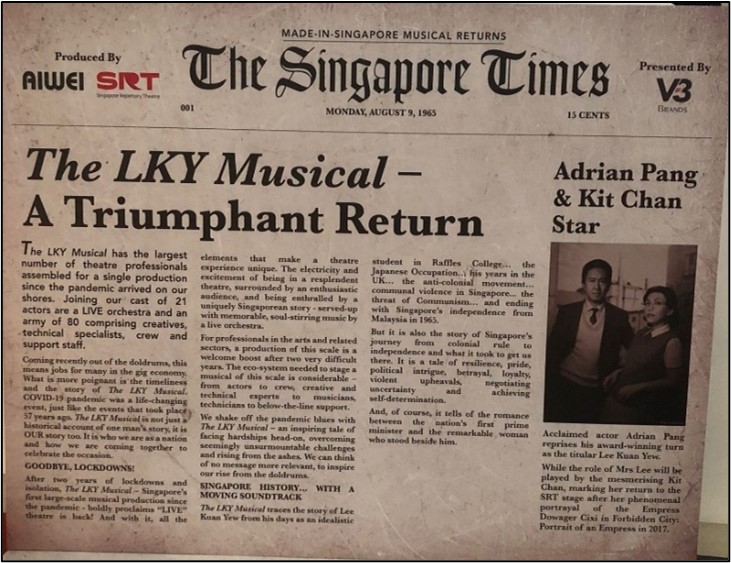 MADE-IN-SINGAPORE MUSICAL RETURNS
Produced By
AIWEI SRT
Singapore Repertory Theatre
The Singapore Times
Presented By
V3
BRANDS
001
MONDAY, AUGUST 9, 1965
15 CENTS
The LKY Musical –
A Triumphant Return
The LKY Musical has the largest
number of theatre professionals
assembled for a single production
since the pandemic arrived on our
shores. Joining our cast of 21
actors are a LIVE orchestra and an
army of 80 comprising creatives,
technical specialists, crew and
support staff.
Coming recently out of the doldrums, this
means jobs for many in the gig economy.
What is more poignant is the timeliness
and the story of The LKY Musical.
COVID-19 pandemic was a life-changing
event, just like the events that took place
57 years ago. The LKY Musical is not just a
historical account of one man's story, it is
OUR story too. It is who we are as a nation
and how we are coming together to
celebrate the occasion.
GOODBYE, LOCKDOWNS!
After two years of lockdowns and
isolation, The LKY Musical – Singapore's
first large-scale musical production since
the pandemic - boldly proclaims "LIVE"
theatre is back! And with it, all the
elements that make a theatre
experience unique. The electricity and
excitement of being in a resplendent
theatre, surrounded by an enthusiastic
audience, and being enthralled by a
uniquely Singaporean story - served-up
with memorable, soul-stirring music by
a live orchestra.
For professionals in the arts and related
sectors, a production of this scale is a
welcome boost after two very difficult
years. The eco-system needed to stage a
musical of this scale is considerable –
from actors to crew, creative and
technical experts to musicians,
technicians to below-the-line support.
We shake off the pandemic blues with
The LKY Musical – an inspiring tale of
facing hardships head-on, overcoming
seemingly unsurmountable challenges
and rising from the ashes. We can think
of no message more relevant, to inspire
our rise from the doldrums.
SINGAPORE HISTORY... WITH A
MOVING SOUNDTRACK
The LKY Musical traces the story of Lee
Kuan Yew from his days as an idealistic
student in Raffles College... the
Japanese Occupation... his years in the
UK... the anti-colonial movement...
communal violence in Singapore... the
threat of Communism... and ending
with Singapore's independence from
Malaysia in 1965.
But it is also the story of Singapore's
journey from colonial rule to
independence and what it took to get us
there. It is a tale of resilience, pride,
political intrigue, betrayal, loyalty,
violent upheavals, negotiating
uncertainty and achieving
self-determination.
And, of course, it tells of the romance
between the nation's first prime
minister and the remarkable woman
who stood beside him.
Adrian Pang
& Kit Chan
Star
Acclaimed actor Adrian Pang
reprises his award-winning turn
as the titular Lee Kuan Yew.
While the role of Mrs Lee will be
played by the mesmerising Kit
Chan, marking her return to the
SRT stage after her phenomenal
portrayal of the Empress
Dowager Cixi in Forbidden City:
Portrait of an Empress in 2017.